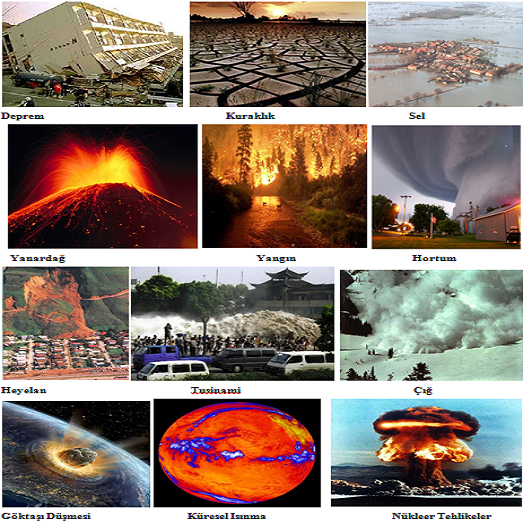 Deprem Kuraklık Sel
Yanardağ Yangın Hortum
Heyelan Tusinami Çığ
Göktaşı Düşmesi Küresel Isınma Nükleer Tehlikeler